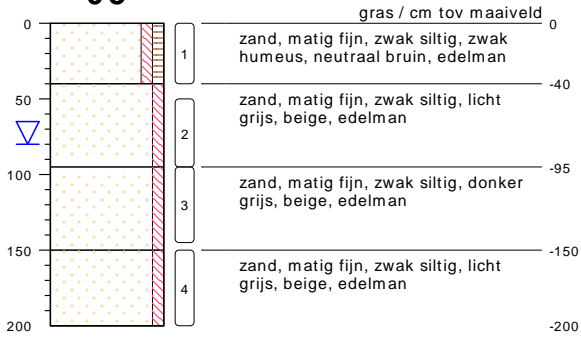 gras / cm tov maaiveld
0
0
1
zand, matig fijn, zwak siltig, zwak
humeus, neutraal bruin, edelman
-40
50
2
zand, matig fijn, zwak siltig, licht
grijs, beige, edelman
100
-95
3
zand, matig fijn, zwak siltig, donker
grijs, beige, edelman
150
-150
4
zand, matig fijn, zwak siltig, licht
grijs, beige, edelman
200
-200